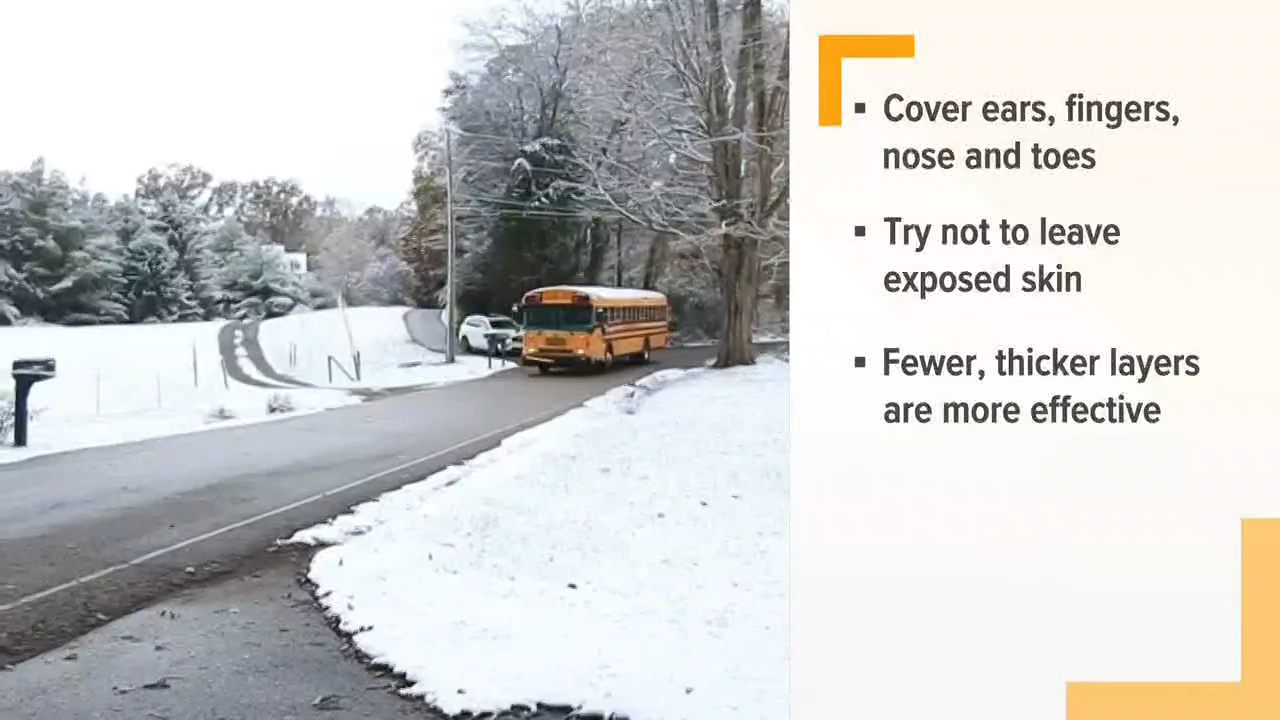 ▪ Cover ears, fingers,
nose and toes
▪ Try not to leave
exposed skin
▪ Fewer, thicker layers
are more effective